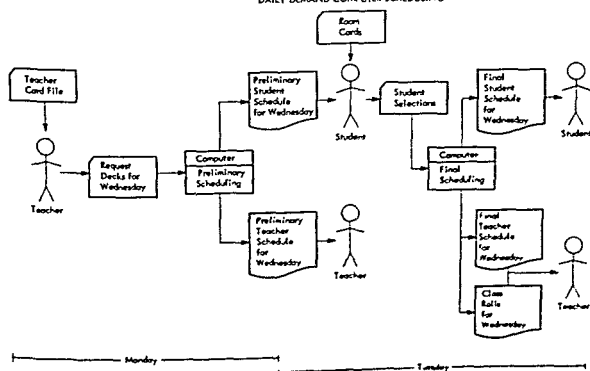 DAILY DEMAND COMPUTER SCHEDULING
Room
Cards
Teacher
Card File
Preliminary
Student
Schedule
for Wednesday
Student
Selections
Final
Student
Schedule
for
Wednesday
Student
Student
Request
Decks for
Wednesday
Computer
Preliminary
Scheduling
Computer
Final
Scheduling
Teacher
Preliminary
Teacher
Schedule
for
Wednesday
Teacher
Final
Teacher
Schedule
for
Wednesday
Class
Rolls
for
Wednesday
Teacher
Monday
Tuesday